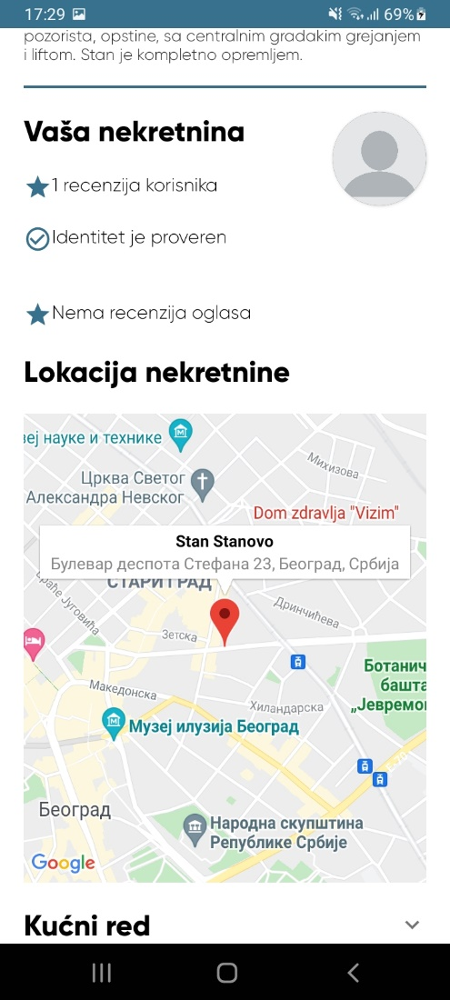 17:29 69%
pozorista, opstine, sa centralnim gradakim grejanjem
i liftom. Stan je kompletno opremljem.
Vaša nekretnina
1 recenzija korisnika
Identitet je proveren
Nema recenzija oglasa
Lokacija nekretnine
зеј науке и технике
Михизова
Црква Светог
Александра Невског
Dom zdravlja "Vizim"
Stan Stanovo
Булевар деспота Стефана 23, Београд, Србија
СТАРИ ГРАД
Браће Југовића
Дринчићева
Зетска
Ботанич
башта
„Јевремо
Македонска
Хиландарска
Музеј илузија Београд
Београд
Народна скупштина
Републике Србије
Google
Kućni red